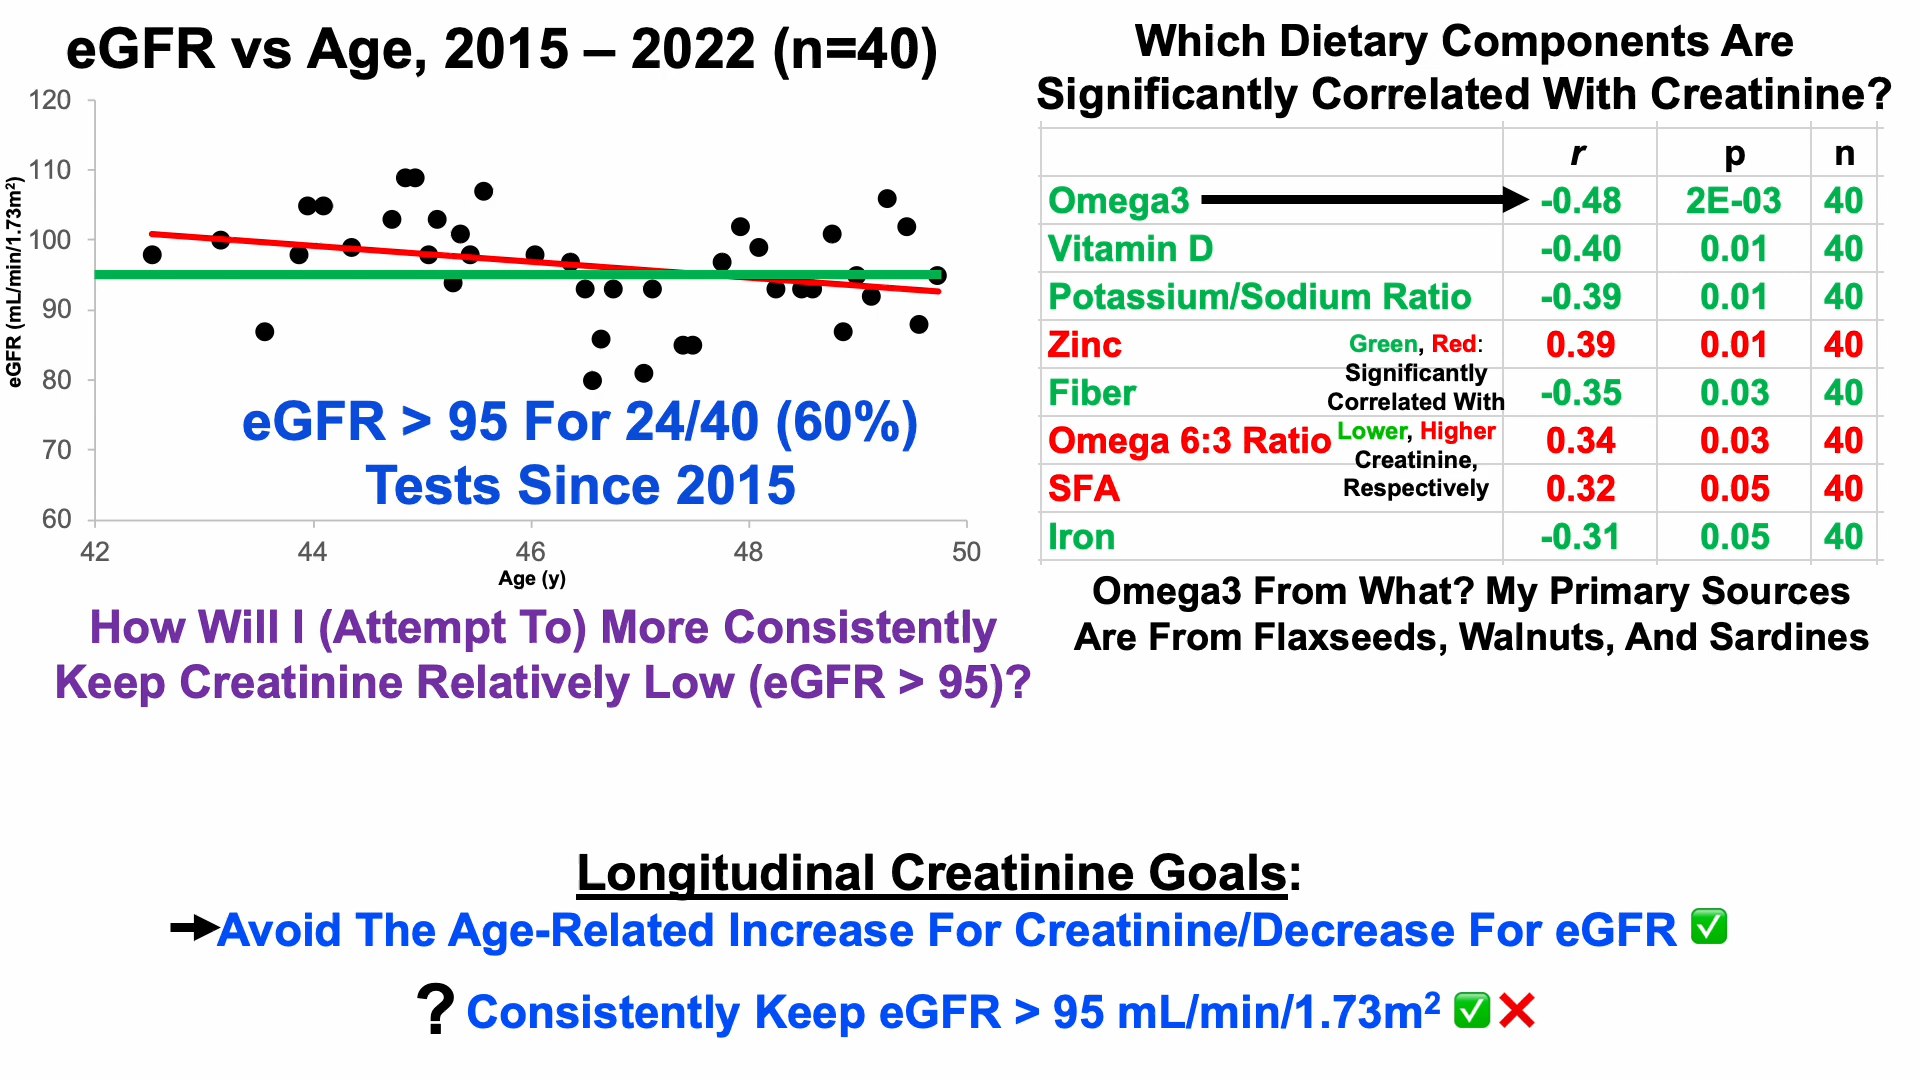 eGFR vs Age, 2015 – 2022 (n=40)
120
110
100
90
80
70
60
eGFR (mL/min/1.73m²)
eGFR > 95 For 24/40 (60%)
Tests Since 2015
42 44 46 48 50
Age (y)
How Will I (Attempt To) More Consistently
Keep Creatinine Relatively Low (eGFR > 95)?
Which Dietary Components Are
Significantly Correlated With Creatinine?
r p n
Omega3 -0.48 2E-03 40
Vitamin D -0.40 0.01 40
Potassium/Sodium Ratio -0.39 0.01 40
Zinc 0.39 0.01 40
Fiber -0.35 0.03 40
Omega 6:3 Ratio 0.34 0.03 40
SFA 0.32 0.05 40
Iron -0.31 0.05 40
Green, Red:
Significantly
Correlated With
Lower, Higher
Creatinine,
Respectively
Omega3 From What? My Primary Sources
Are From Flaxseeds, Walnuts, And Sardines
Longitudinal Creatinine Goals:
Avoid The Age-Related Increase For Creatinine/Decrease For eGFR ✅
? Consistently Keep eGFR > 95 mL/min/1.73m² ✅❌